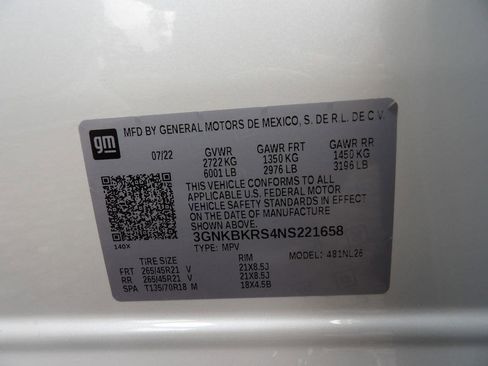 gm
MFD BY GENERAL MOTORS DE MEXICO, S. DE R.L. DE C.V.
07/22 GVWR GAWR FRT GAWR RR
2722 KG 1350 KG 1450 KG
6001 LB 2976 LB 3196 LB
THIS VEHICLE CONFORMS TO ALL
APPLICABLE U.S. FEDERAL MOTOR
VEHICLE STANDARDS IN EFFECT
ON THE DATE OF MANUFACTURE
SHOWN ABOVE.
140X 3GNKBKRS4NS221658
TYPE: MPV MODEL: 481NL26
TIRE SIZE RIM
FRT 265/45R21 V 21X8.5J
RR 265/45R21 V 21X8.5J
SPA T135/70R18 M 18X4.5B